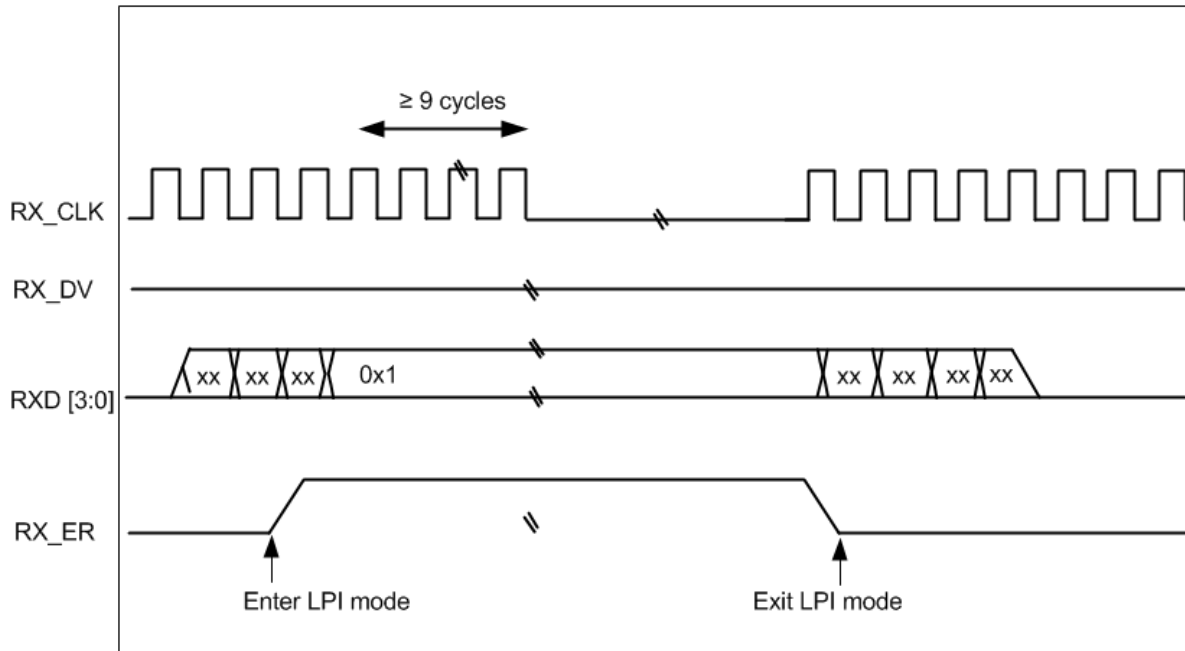 ≥ 9 cycles
RX_CLK
RX_DV
xx xx xx 0x1 xx xx xx xx
RXD [3:0]
RX_ER
Enter LPI mode Exit LPI mode